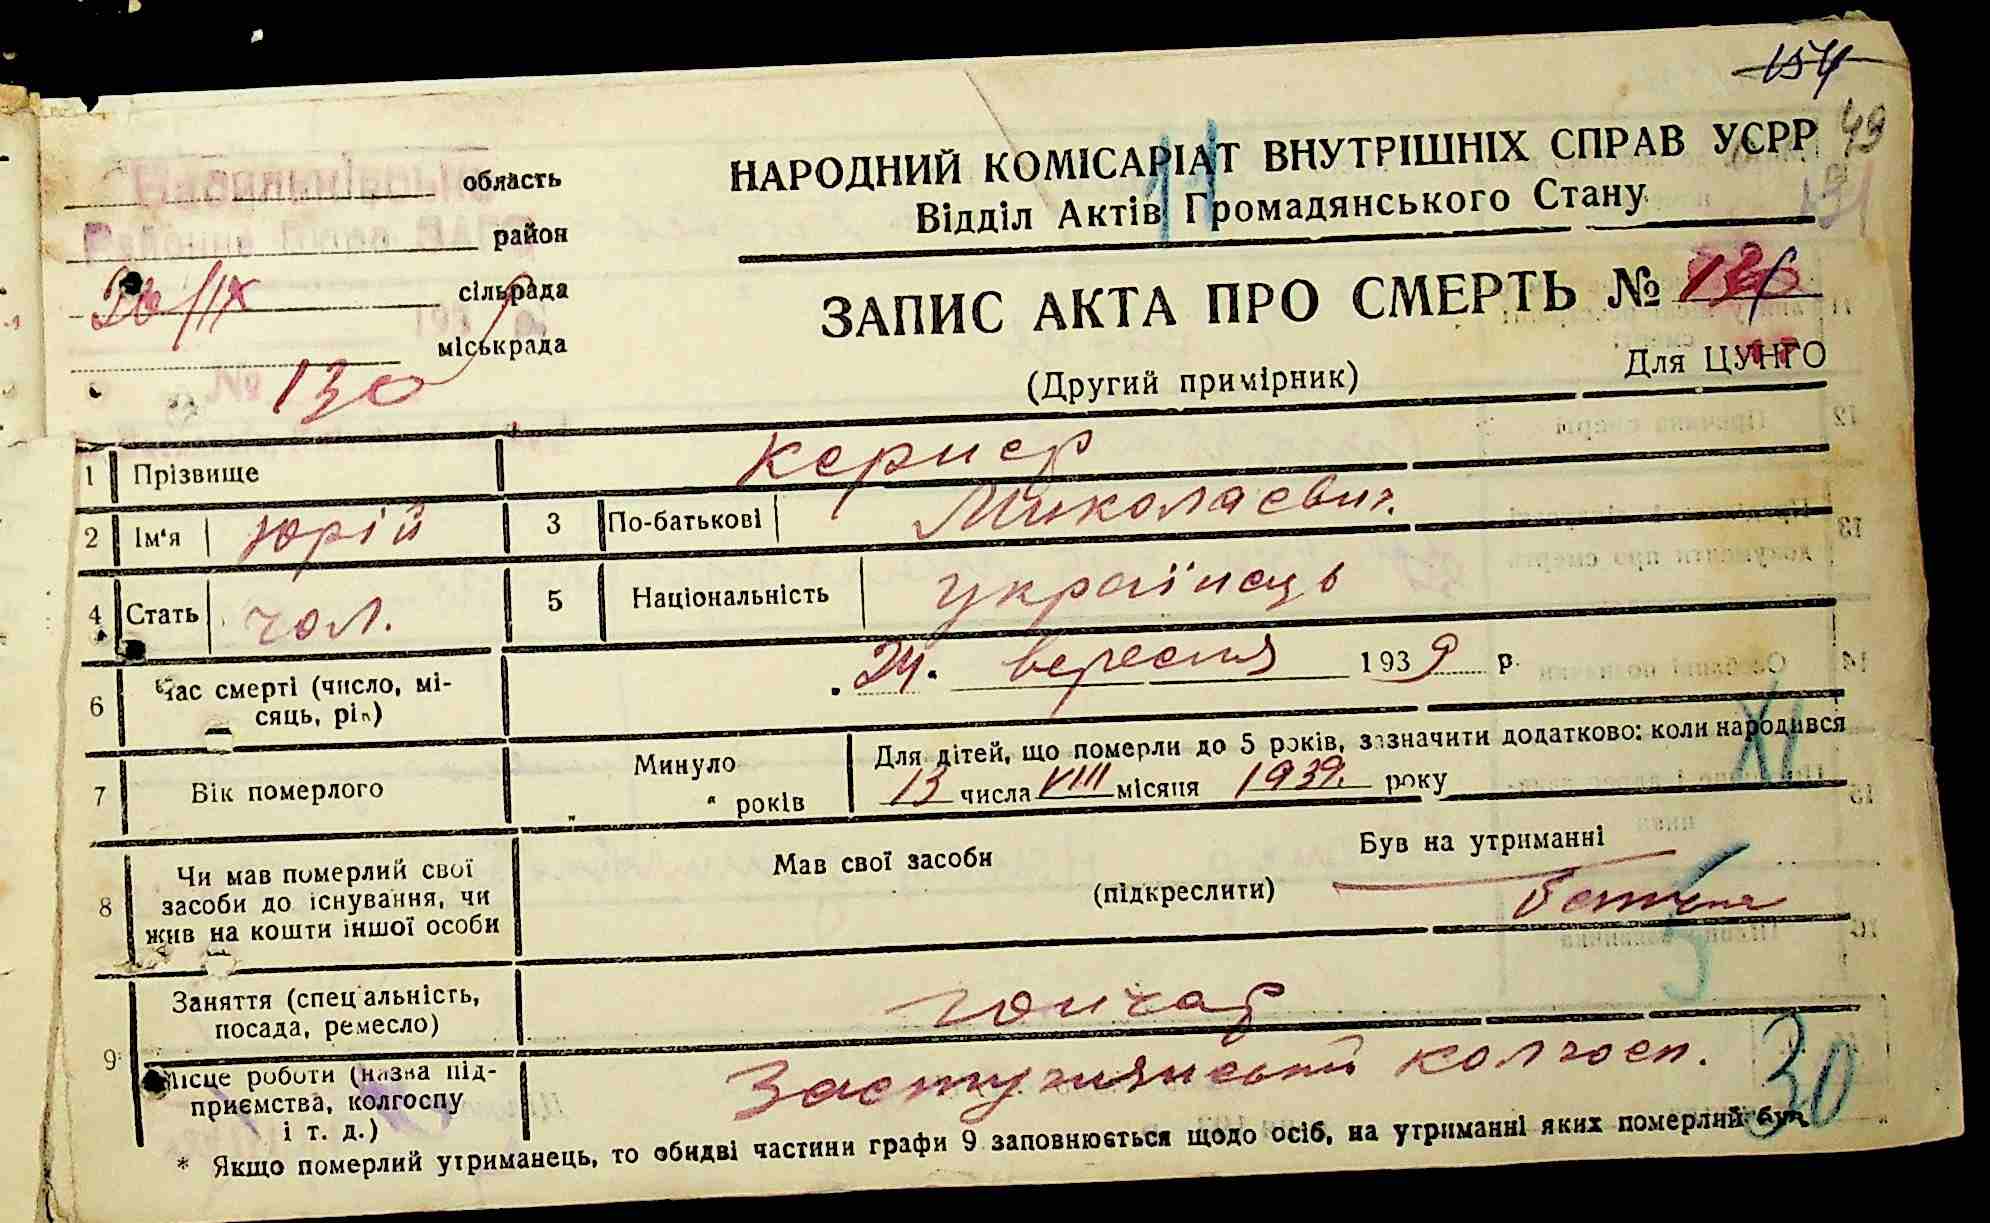 154
49
НАРОДНИЙ КОМІСАРІАТ ВНУТРІШНІХ СПРАВ УСРР
Відділ Актів Громадянського Стану
область
район
26/IX сільрада
міськрада
130
ЗАПИС АКТА ПРО СМЕРТЬ №
(Другий примірник)
Для ЦУНГО
1 Прізвище Кернер
2 Ім'я Юрій 3 По-батькові Миколаєвич.
4 Стать чол. 5 Національність українець
6 Час смерті (число, мі-
сяць, рік) 24. вересня 1939 р.
7 Вік померлого Минуло
" " років
Для дітей, що померли до 5 років, зазначити додатково: коли народився
13 числа VIII місяця 1939. року
8 Чи мав померлий свої
засоби до існування, чи
жив на кошти іншої особи
Мав свої засоби
(підкреслити)
Був на утриманні
9 Заняття (спеціальність,
посада, ремесло) гончар
Місце роботи (назва під-
приємства, колгоспу
і т. д.) колгосп.
30
* Якщо померлий утриманець, то обидві частини графи 9 заповнюється щодо осіб, на утриманні яких померлий був.